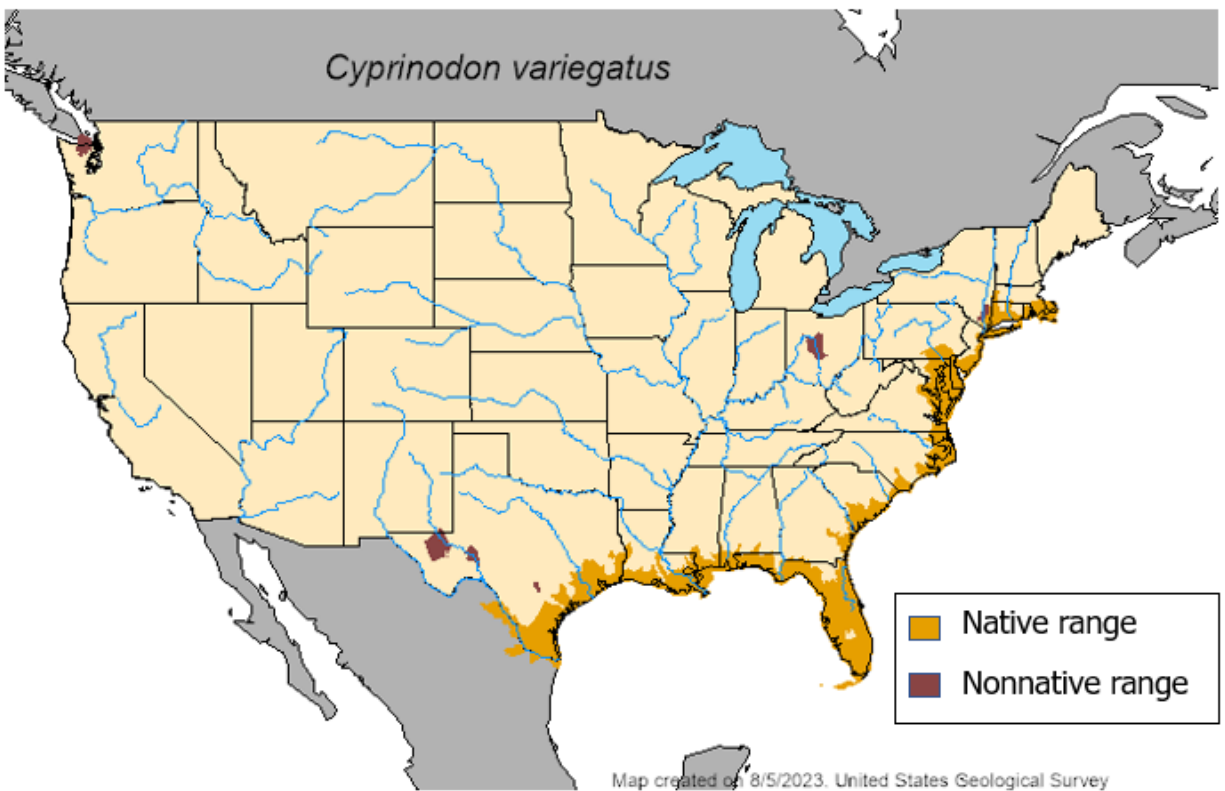 Cyprinodon variegatus
Native range
Nonnative range
Map created on 8/5/2023. United States Geological Survey